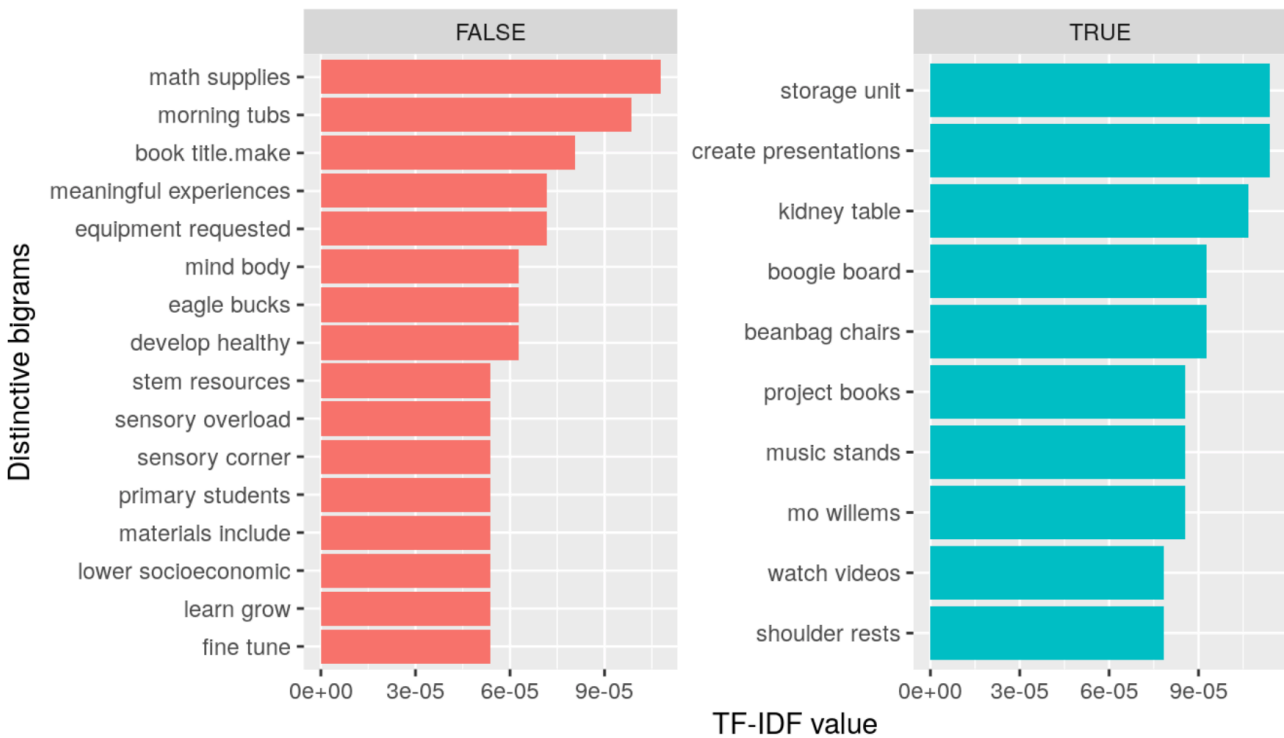 FALSE
TRUE
Distinctive bigrams
math supplies
morning tubs
book title.make
meaningful experiences
equipment requested
mind body
eagle bucks
develop healthy
stem resources
sensory overload
sensory corner
primary students
materials include
lower socioeconomic
learn grow
fine tune
0e+00 3e-05 6e-05 9e-05
storage unit
create presentations
kidney table
boogie board
beanbag chairs
project books
music stands
mo willems
watch videos
shoulder rests
0e+00 3e-05 6e-05 9e-05
TF-IDF value